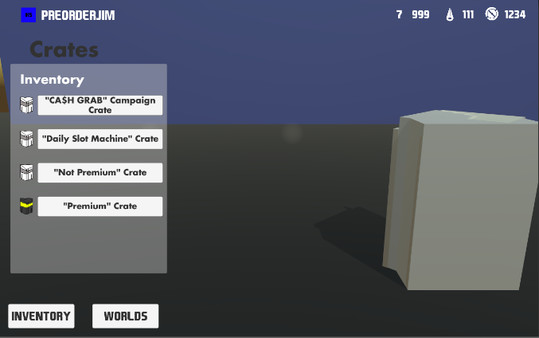 PREORDERJIM
7 999 111 1234
Crates
Inventory
"CA$H GRAB" Campaign
Crate
"Daily Slot Machine" Crate
"Not Premium" Crate
"Premium" Crate
INVENTORY WORLDS